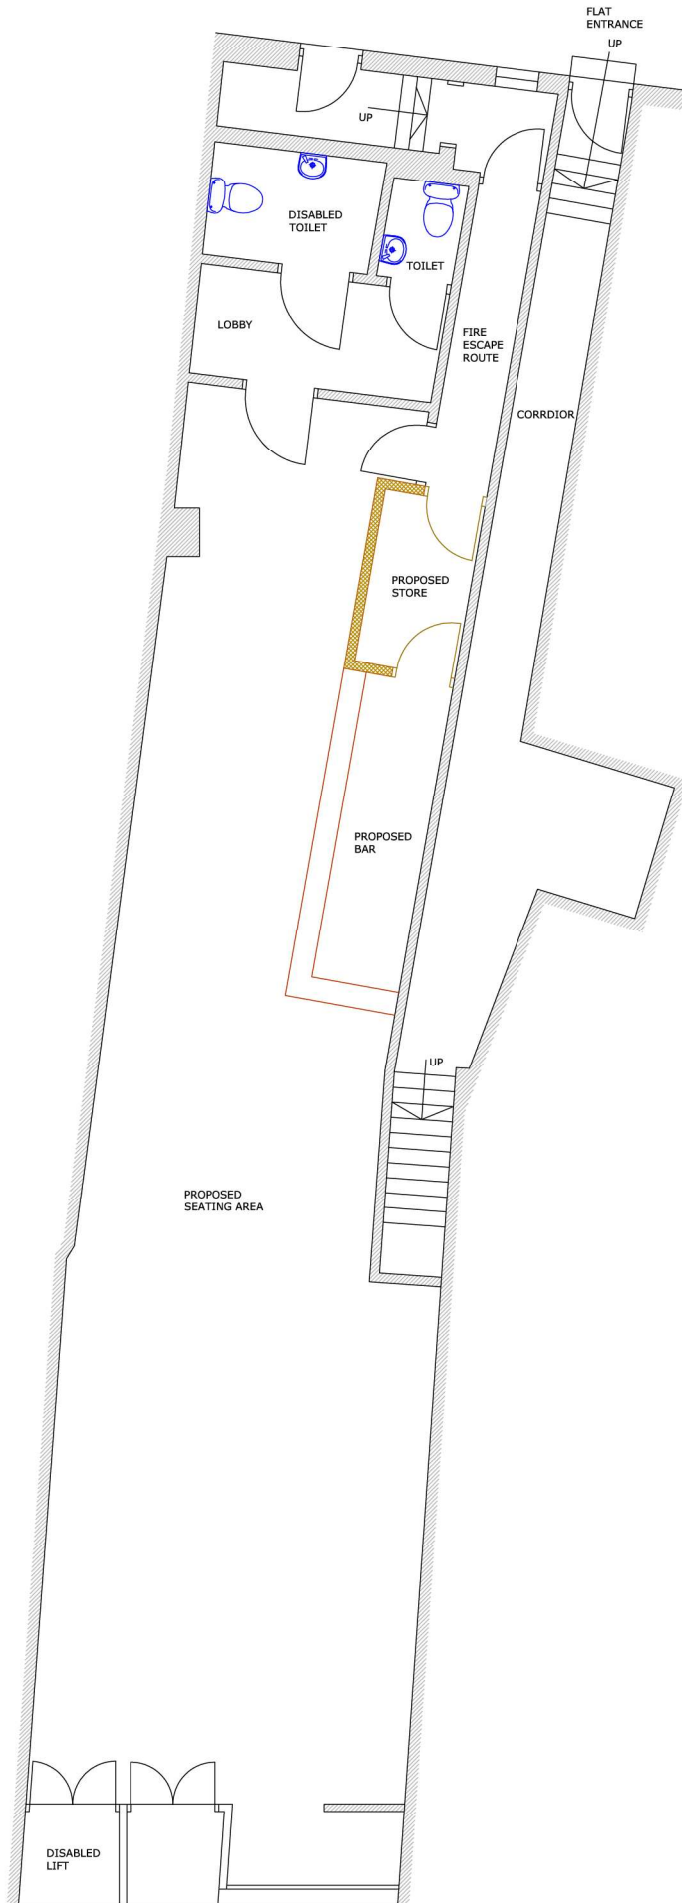 FLAT
ENTRANCE
UP
UP
DISABLED
TOILET
TOILET
LOBBY
FIRE
ESCAPE
ROUTE
CORRDIOR
PROPOSED
STORE
PROPOSED
BAR
UP
PROPOSED
SEATING AREA
DISABLED
LIFT